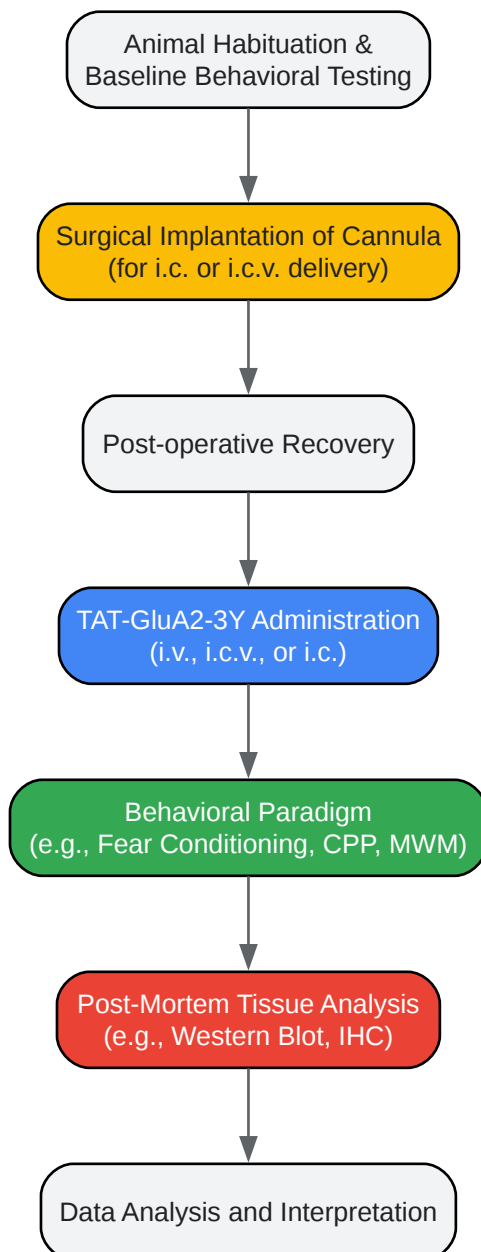 Animal Habituation &
Baseline Behavioral Testing
Surgical Implantation of Cannula
(for i.c. or i.c.v. delivery)
Post-operative Recovery
TAT-GluA2-3Y Administration
(i.v., i.c.v., or i.c.)
Behavioral Paradigm
(e.g., Fear Conditioning, CPP, MWM)
Post-Mortem Tissue Analysis
(e.g., Western Blot, IHC)
Data Analysis and Interpretation